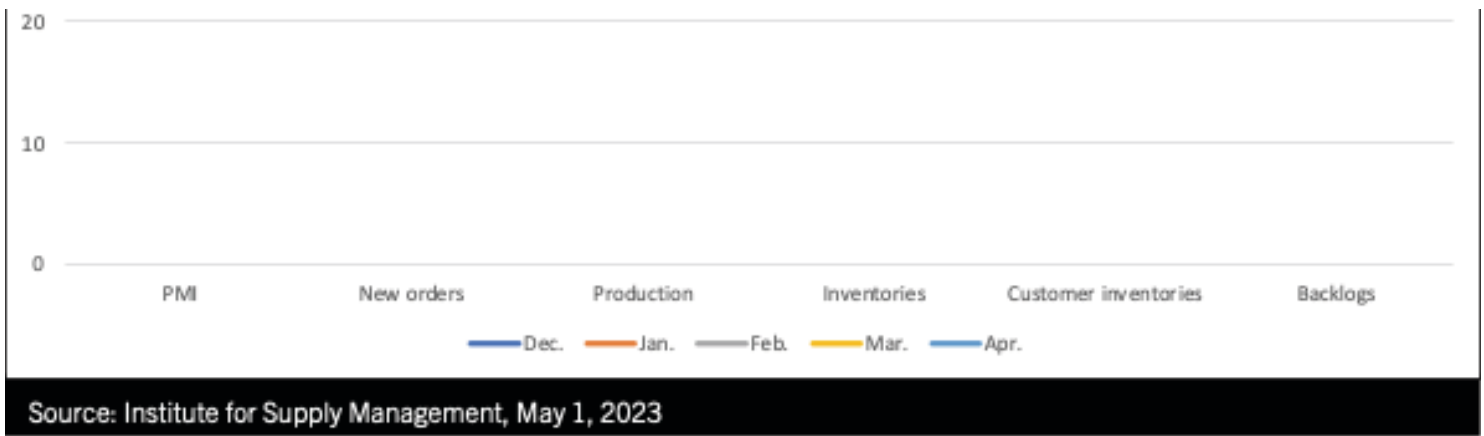 20
10
0
PMI New orders Production Inventories Customer inventories Backlogs
Dec. Jan. Feb. Mar. Apr.
Source: Institute for Supply Management, May 1, 2023